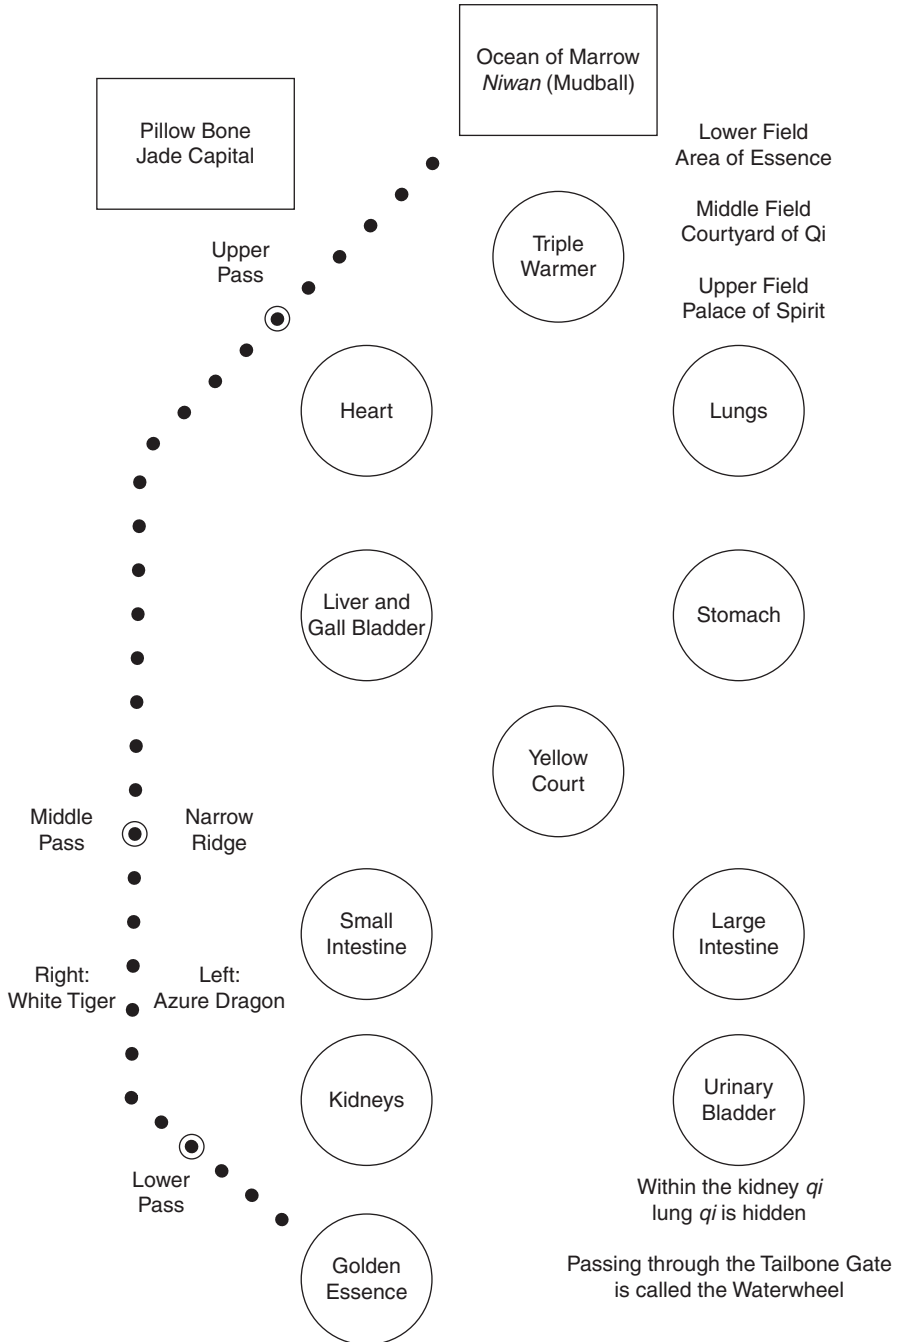 Ocean of Marrow
Niwan (Mudball)
Pillow Bone
Jade Capital
Lower Field
Area of Essence
Middle Field
Courtyard of Qi
Upper Field
Palace of Spirit
Triple
Warmer
Upper
Pass
Heart
Lungs
Liver and
Gall Bladder
Stomach
Yellow
Court
Middle
Pass
Narrow
Ridge
Small
Intestine
Large
Intestine
Right:
White Tiger
Left:
Azure Dragon
Kidneys
Urinary
Bladder
Lower
Pass
Within the kidney qi
lung qi is hidden
Golden
Essence
Passing through the Tailbone Gate
is called the Waterwheel